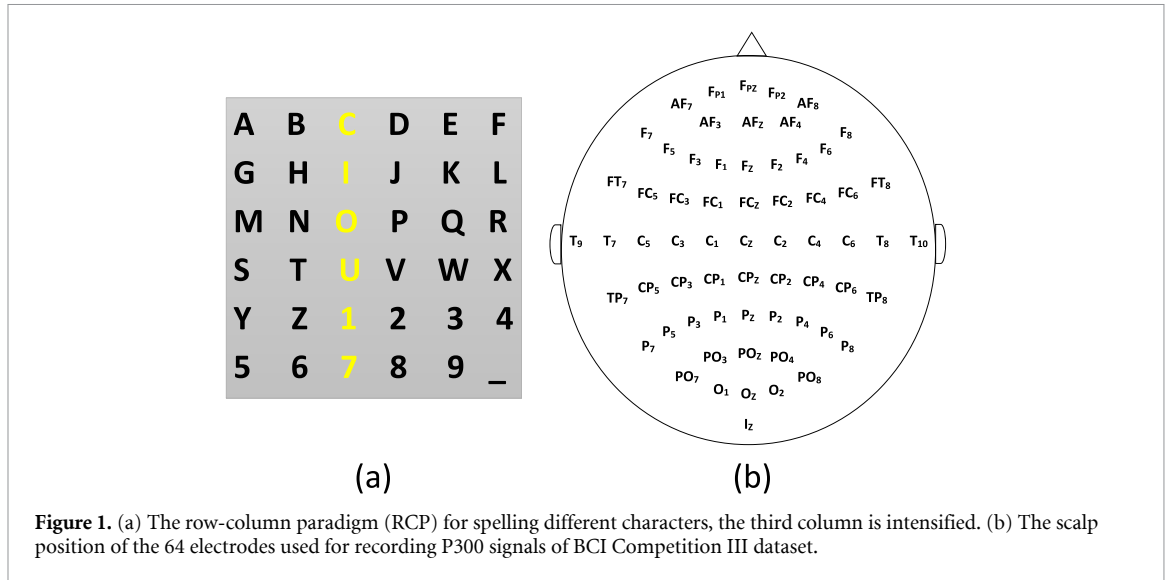 A B C D E F
G H I J K L
M N O P Q R
S T U V W X
Y Z 1 2 3 4
5 6 7 8 9 _
(a)
FP1 FPZ FP2
AF7 AF8
AF3 AFZ AF4
F7 F5 F3 F1 FZ F2 F4 F6 F8
FT7 FC5 FC3 FC1 FCZ FC2 FC4 FC6 FT8
T9 T7 C5 C3 C1 CZ C2 C4 C6 T8 T10
TP7 CP5 CP3 CP1 CPZ CP2 CP4 CP6 TP8
P7 P5 P3 P1 PZ P2 P4 P6 P8
PO7 PO3 POZ PO4 PO8
O1 OZ O2
IZ
(b)
Figure 1. (a) The row-column paradigm (RCP) for spelling different characters, the third column is intensified. (b) The scalp
position of the 64 electrodes used for recording P300 signals of BCI Competition III dataset.